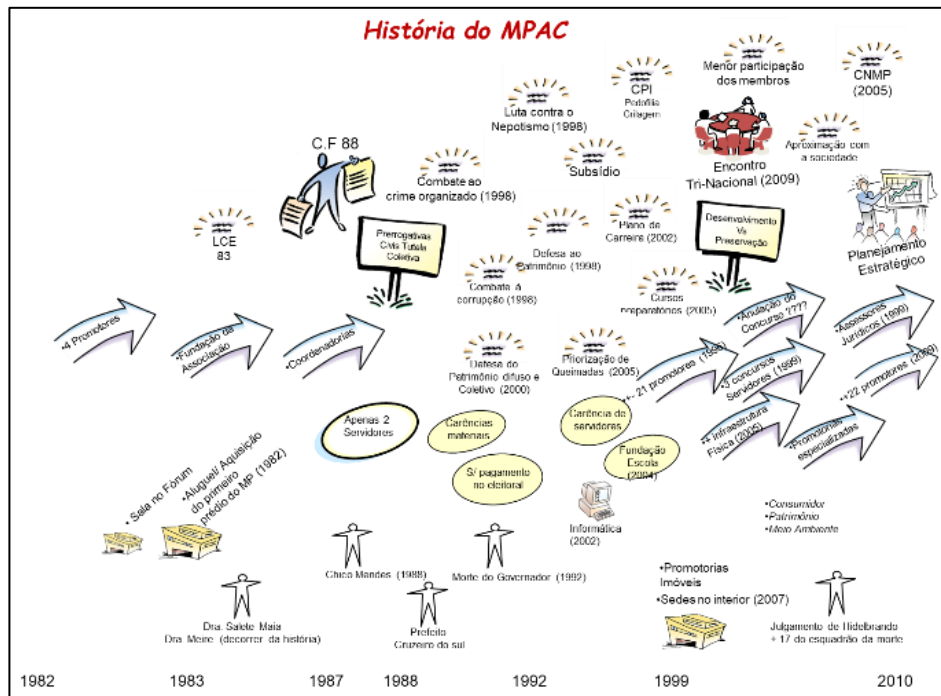 História do MPAC
Menor participação
dos membros
CNMP
(2005)
CPI
Pedofilia
Grilagem
Luta contra o
Nepotismo (1998)
C.F 88
Aproximação com
a sociedade
Combate ao
crime organizado (1998)
Subsídio
Encontro
Tri-Nacional (2009)
LCE
83
Prerrogativas
Civis Tutela
Coletiva
Plano de
Carreira (2002)
Desenvolvimento
Vs
Preservação
Defesa ao
Patrimônio (1998)
Planejamento
Estratégico
Combate á
corrupção (1998)
Cursos
preparatórios (2005)
•4 Promotores
•Fundação da
Associação
•Coordenadorias
•Anulação do
Concurso ????
•Assessores
Jurídicos (1999)
Defesa do
Patrimônio difuso e
Coletivo (2000)
Priorização de
Queimadas (2005)
•+- 21 promotores
•3 concursos
Servidores (1999)
•+22 promotores
Apenas 2
Servidores
Carências
materiais
Carência de
servidores
•+ Infraestrutura
Física (2005)
•Promotorias
especializadas
Fundação
Escola
(2004)
S/ pagamento
no eleitoral
• Sala no Fórum
•Aluguel/ Aquisição
do primeiro
prédio do MP (1982)
Informática
(2002)
•Consumidor
•Patrimônio
•Meio Ambiente
Chico Mendes (1988)
Morte do Governador (1992)
•Promotorias
Imóveis
•Sedes no interior (2007)
Dra. Salete Maia
Dra Meire (decorrer da história)
Prefeito
Cruzeiro do sul
Julgamento de Hidelbrando
+ 17 do esquadrão da morte
1982
1983
1987
1988
1992
1999
2010